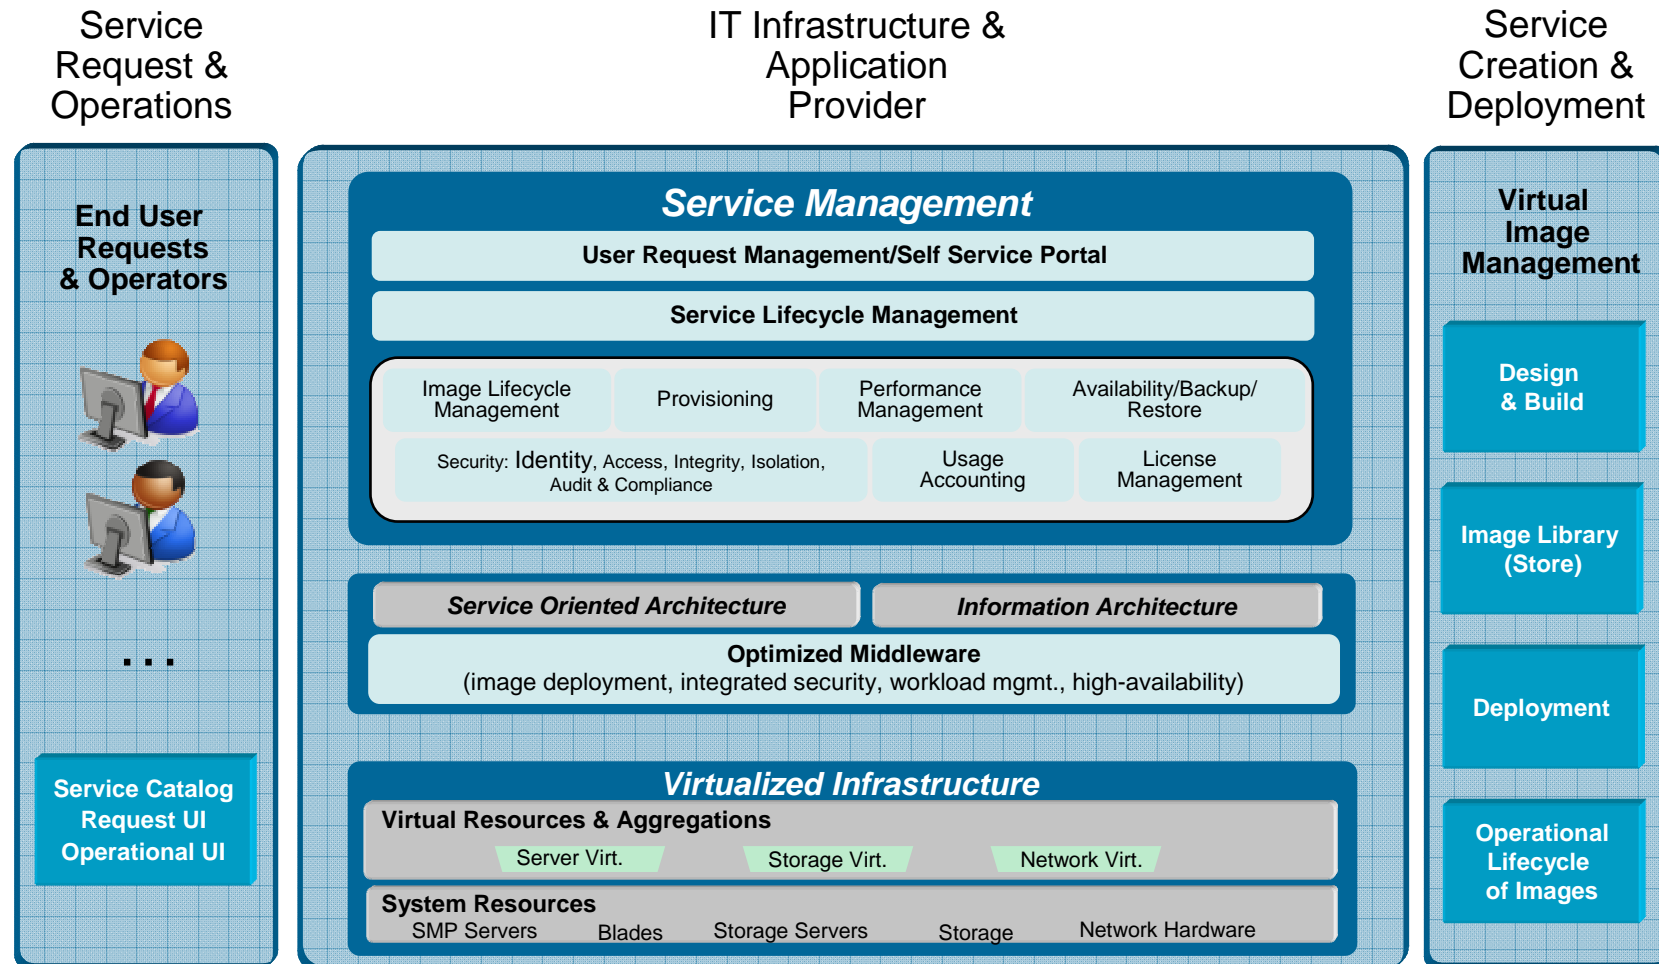 Service
Request &
Operations
IT Infrastructure &
Application
Provider
Service
Creation &
Deployment
End User
Requests
& Operators
...
Service Catalog
Request UI
Operational UI
Service Management
User Request Management/Self Service Portal
Service Lifecycle Management
Image Lifecycle
Management
Provisioning
Performance
Management
Availability/Backup/
Restore
Security: Identity, Access, Integrity, Isolation,
Audit & Compliance
Usage
Accounting
License
Management
Service Oriented Architecture
Information Architecture
Optimized Middleware
(image deployment, integrated security, workload mgmt., high-availability)
Virtualized Infrastructure
Virtual Resources & Aggregations
Server Virt.
Storage Virt.
Network Virt.
System Resources
SMP Servers
Blades
Storage Servers
Storage
Network Hardware
Virtual
Image
Management
Design
& Build
Image Library
(Store)
Deployment
Operational
Lifecycle
of Images